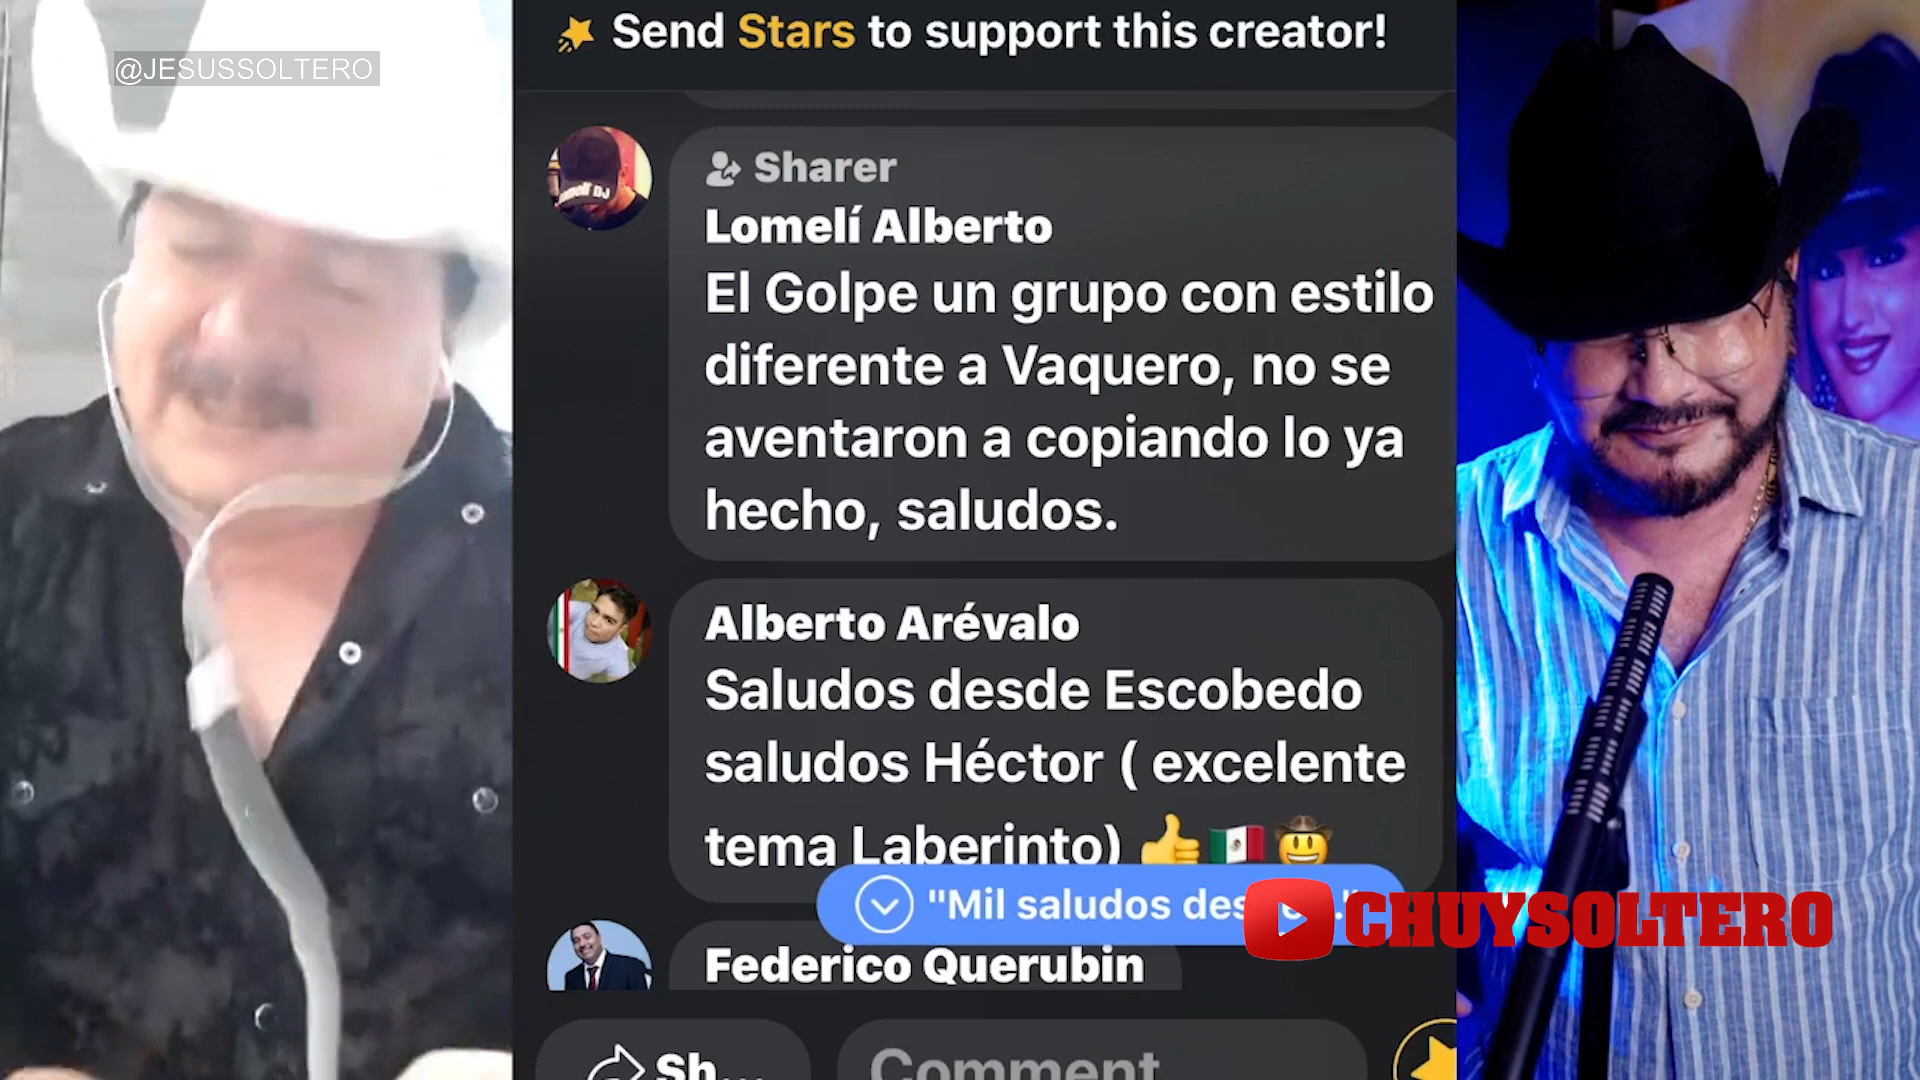 @JESUSSOLTERO
Send Stars to support this creator!
Sharer
Lomelí Alberto
El Golpe un grupo con estilo
diferente a Vaquero, no se
aventaron a copiando lo ya
hecho, saludos.
Alberto Arévalo
Saludos desde Escobedo
saludos Héctor ( excelente
tema Laberinto) 👍🇲🇽🤠
"Mil saludos
CHUYSOLTERO
Federico Querubin
Sh...
Comment